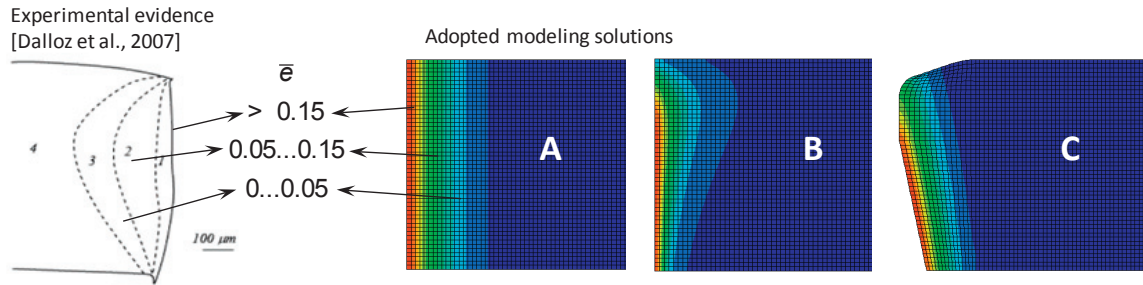 Experimental evidence
[Dalloz et al., 2007]
Adopted modeling solutions
e̅
> 0.15
0.05...0.15
0...0.05
4
3
2
1
100 μm
A
B
C